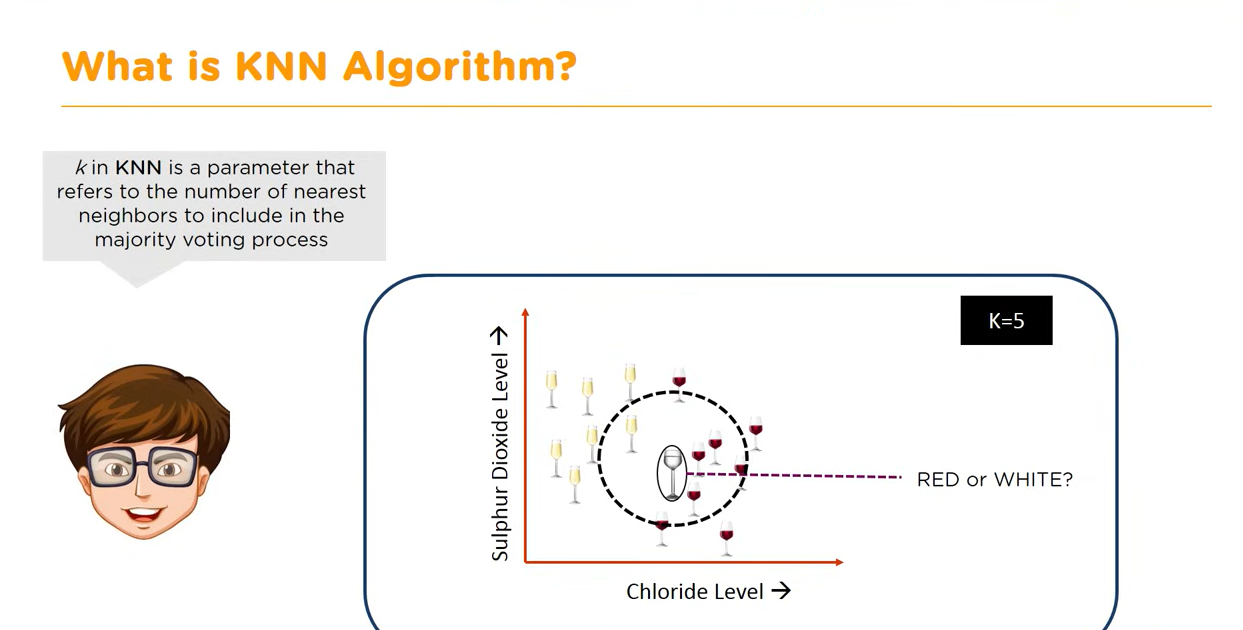 What is KNN Algorithm?
k in KNN is a parameter that
refers to the number of nearest
neighbors to include in the
majority voting process
K=5
Sulphur Dioxide Level →
RED or WHITE?
Chloride Level →